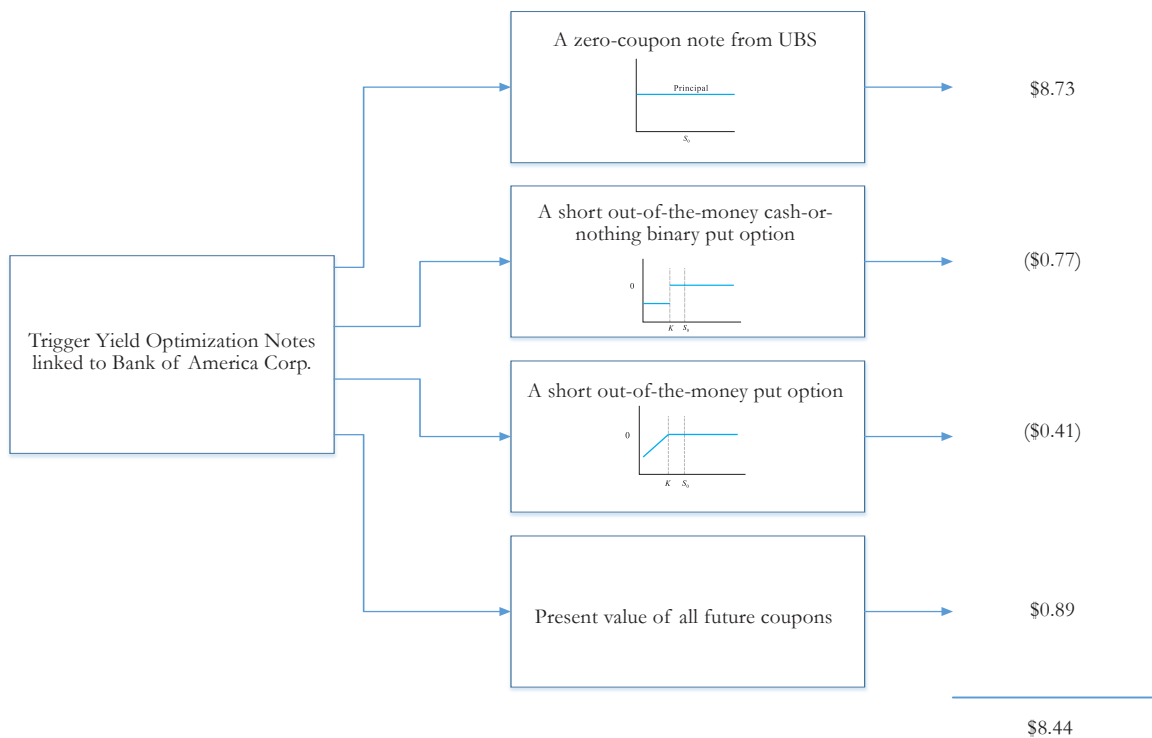 A zero-coupon note from UBS
Principal
S₀
$8.73
A short out-of-the-money cash-or-
nothing binary put option
0
K S₀
($0.77)
Trigger Yield Optimization Notes
linked to Bank of America Corp.
A short out-of-the-money put option
0
K S₀
($0.41)
Present value of all future coupons
$0.89
$8.44